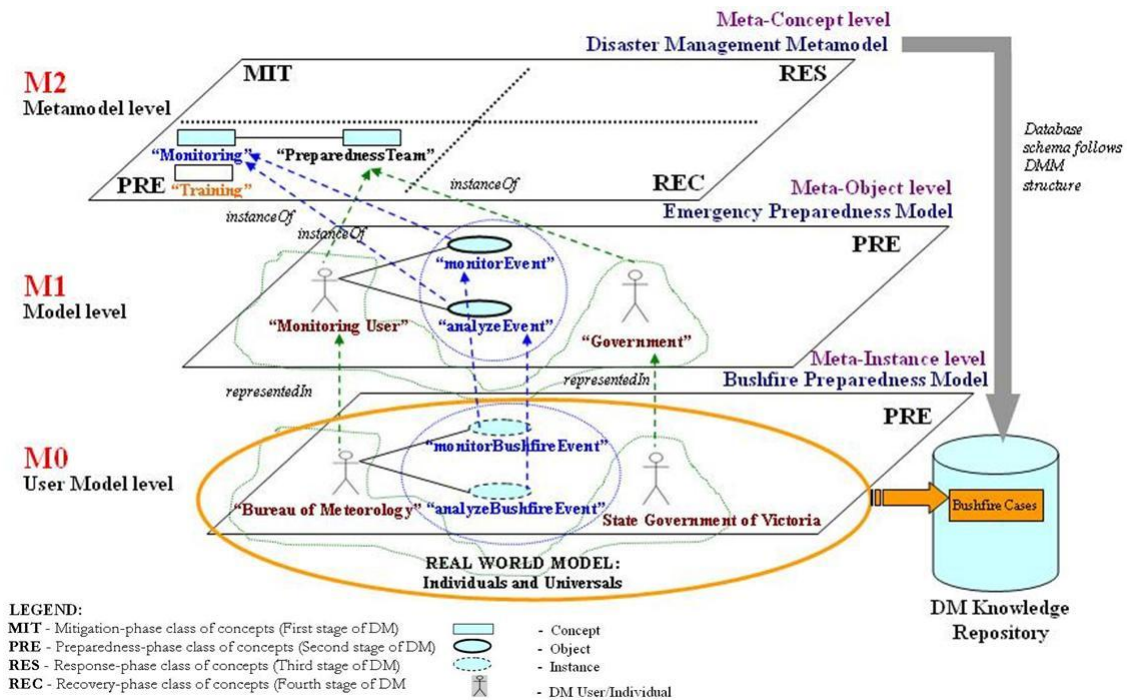 Meta-Concept level
Disaster Management Metamodel
MIT
RES
M2
Metamodel level
"Monitoring"
"PreparednessTeam"
PRE
"Training"
REC
instanceOf
instanceOf
instanceOf
Database
schema follows
DMM
structure
Meta-Object level
Emergency Preparedness Model
PRE
"monitorEvent"
M1
Model level
"Monitoring User"
"analyzeEvent"
"Government"
Meta-Instance level
Bushfire Preparedness Model
representedIn
representedIn
PRE
"monitorBushfireEvent"
M0
User Model level
"Bureau of Meteorology"
"analyzeBushfireEvent"
State Government of Victoria
Bushfire Cases
REAL WORLD MODEL:
Individuals and Universals
DM Knowledge
Repository
LEGEND:
MIT - Mitigation-phase class of concepts (First stage of DM)
PRE - Preparedness-phase class of concepts (Second stage of DM)
RES - Response-phase class of concepts (Third stage of DM)
REC - Recovery-phase class of concepts (Fourth stage of DM
- Concept
- Object
- Instance
- DM User/Individual